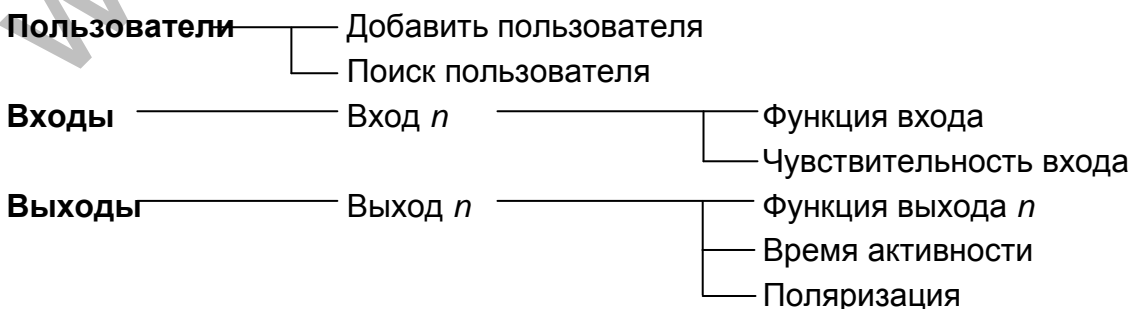 Пользователи Добавить пользователя
Поиск пользователя
Входы Вход n Функция входа
Чувствительность входа
Выходы Выход n Функция выхода n
Время активности
Поляризация